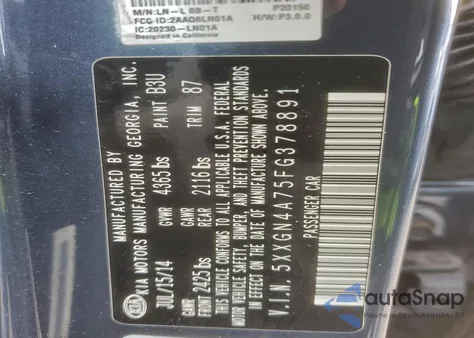 M/N:LN-L 09-T P20150
FCC-ID:2AAQ6LN01A H/W:P3.0.0
IC:20230-LN01A
Designed in California
MANUFACTURED BY
KIA KIA MOTORS MANUFACTURING GEORGIA, INC.
JUL/15/14 GVWR 4365 lbs PAINT B3U
GAWR FRONT 2425 lbs GAWR REAR 2116 lbs TRIM 87
THIS VEHICLE CONFORMS TO ALL APPLICABLE U.S.A. FEDERAL
MOTOR VEHICLE SAFETY, BUMPER, AND THEFT PREVENTION STANDARDS
IN EFFECT ON THE DATE OF MANUFACTURE SHOWN ABOVE.
V.I.N. 5XXGN4A75FG378891
PASSENGER CAR
autoSnap